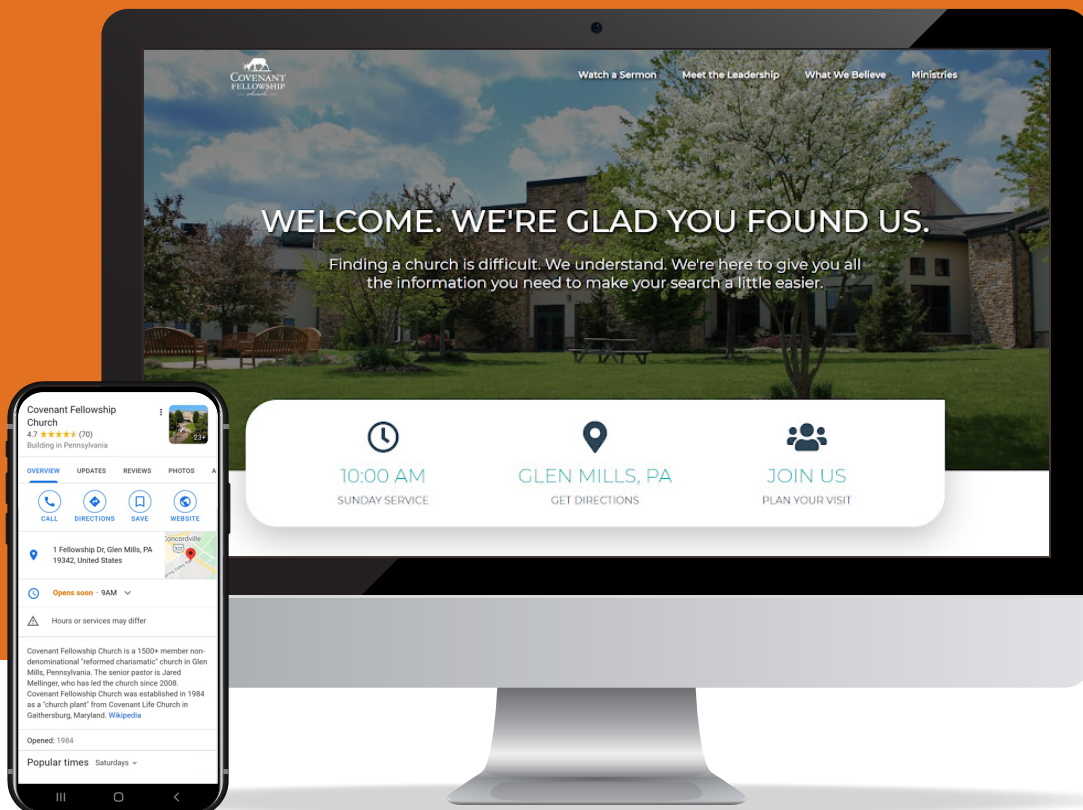 COVENANT
FELLOWSHIP
church
Watch a Sermon Meet the Leadership What We Believe Ministries
WELCOME. WE'RE GLAD YOU FOUND US.
Finding a church is difficult. We understand. We're here to give you all
the information you need to make your search a little easier.
10:00 AM
SUNDAY SERVICE
GLEN MILLS, PA
GET DIRECTIONS
JOIN US
PLAN YOUR VISIT
Covenant Fellowship
Church
4.7 (70)
Building in Pennsylvania
23+
OVERVIEW UPDATES REVIEWS PHOTOS A
CALL DIRECTIONS SAVE WEBSITE
1 Fellowship Dr, Glen Mills, PA
19342, United States
Concordville
322
Opens soon · 9AM
Hours or services may differ
Covenant Fellowship Church is a 1500+ member non-
denominational "reformed charismatic" church in Glen
Mills, Pennsylvania. The senior pastor is Jared
Mellinger, who has led the church since 2008.
Covenant Fellowship Church was established in 1984
as a "church plant" from Covenant Life Church in
Gaithersburg, Maryland. Wikipedia
Opened: 1984
Popular times Saturdays